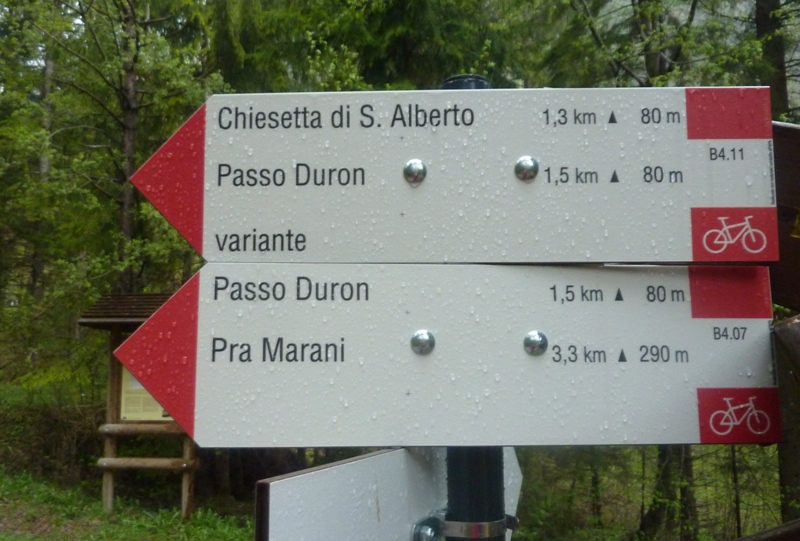 Chiesetta di S. Alberto 1,3 km ▲ 80 m
Passo Duron 1,5 km ▲ 80 m
B4.11
variante
Passo Duron 1,5 km ▲ 80 m
B4.07
Pra Marani 3,3 km ▲ 290 m